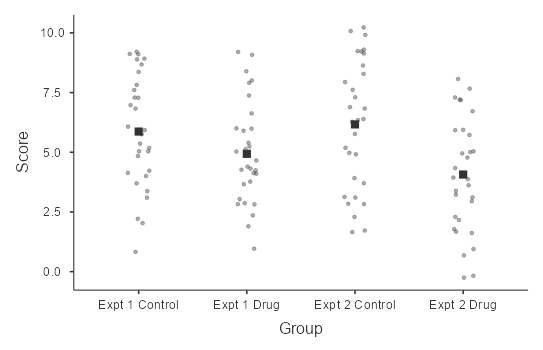 10.0
7.5
5.0
2.5
0.0
Score
Expt 1 Control Expt 1 Drug Expt 2 Control Expt 2 Drug
Group